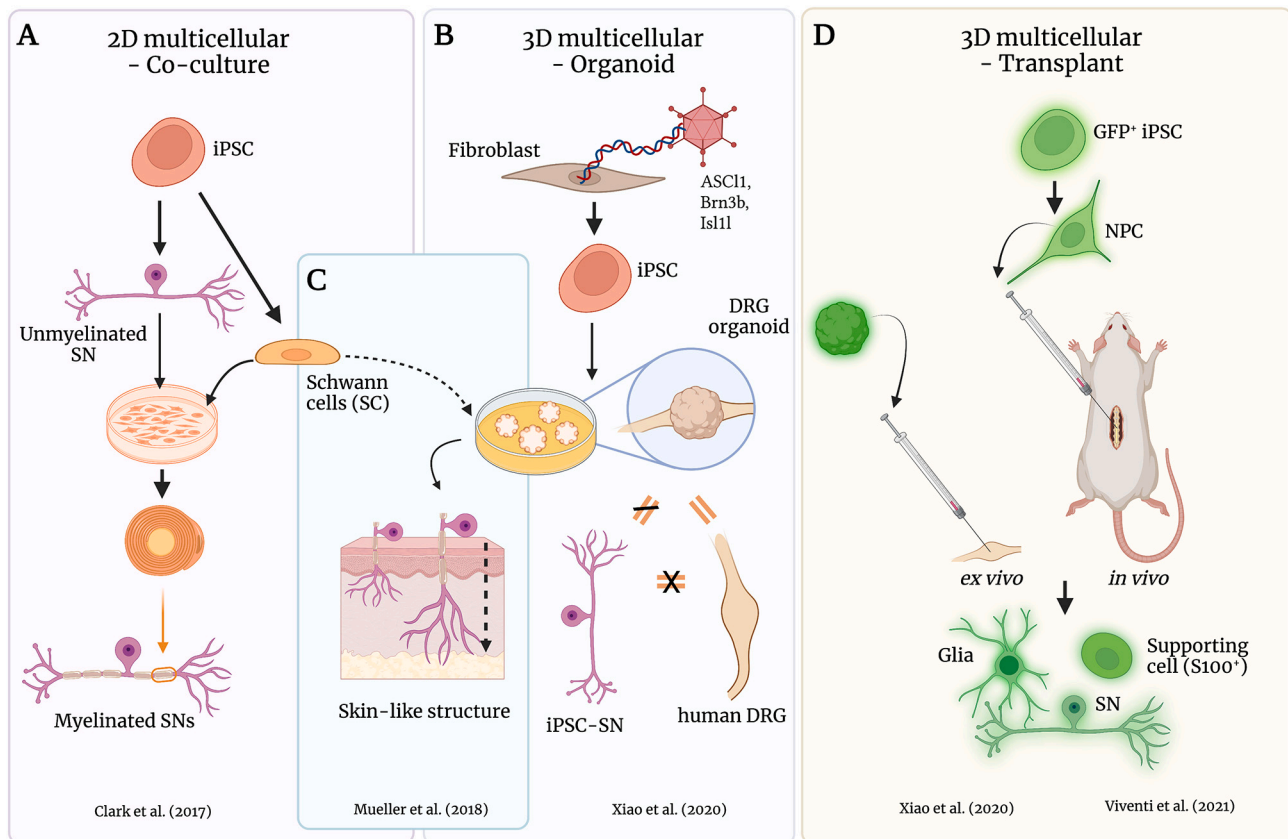 A
2D multicellular
- Co-culture
iPSC
Unmyelinated
SN
Schwann
cells (SC)
Myelinated SNs
Clark et al. (2017)
B
3D multicellular
- Organoid
Fibroblast
ASCl1,
Brn3b,
Isl1l
iPSC
DRG
organoid
iPSC-SN
human DRG
Xiao et al. (2020)
C
Skin-like structure
Mueller et al. (2018)
D
3D multicellular
- Transplant
GFP⁺ iPSC
NPC
ex vivo
in vivo
Glia
Supporting
cell (S100⁺)
SN
Xiao et al. (2020)
Viventi et al. (2021)